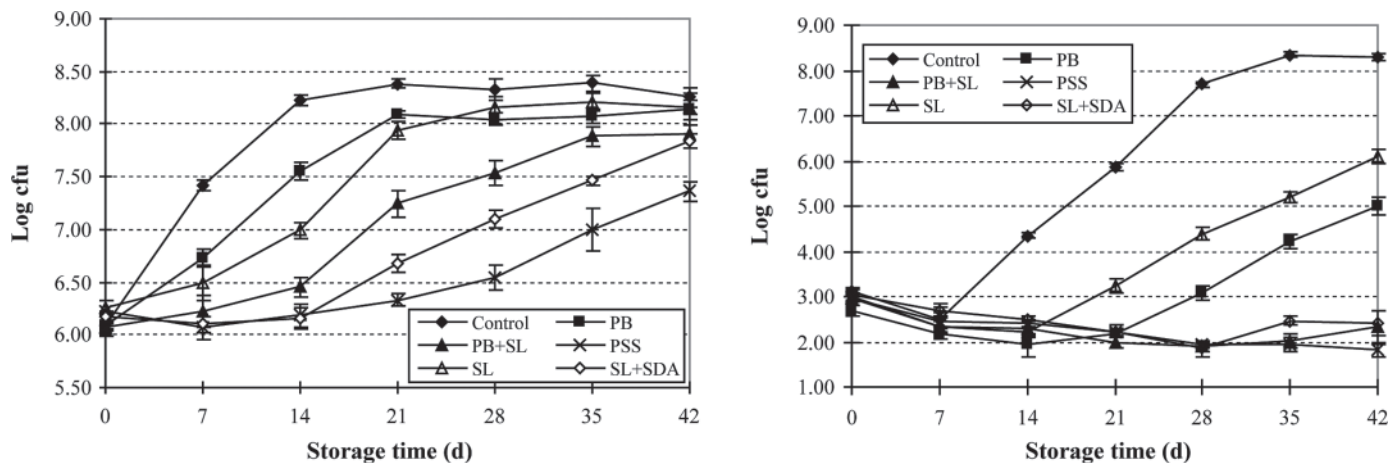 9.00
8.50
8.00
7.50
7.00
6.50
6.00
5.50
Log cfu
0 7 14 21 28 35 42
Storage time (d)
Control PB
PB+SL PSS
SL SL+SDA
9.00
8.00
7.00
6.00
5.00
4.00
3.00
2.00
1.00
Log cfu
0 7 14 21 28 35 42
Storage time (d)
Control PB
PB+SL PSS
SL SL+SDA